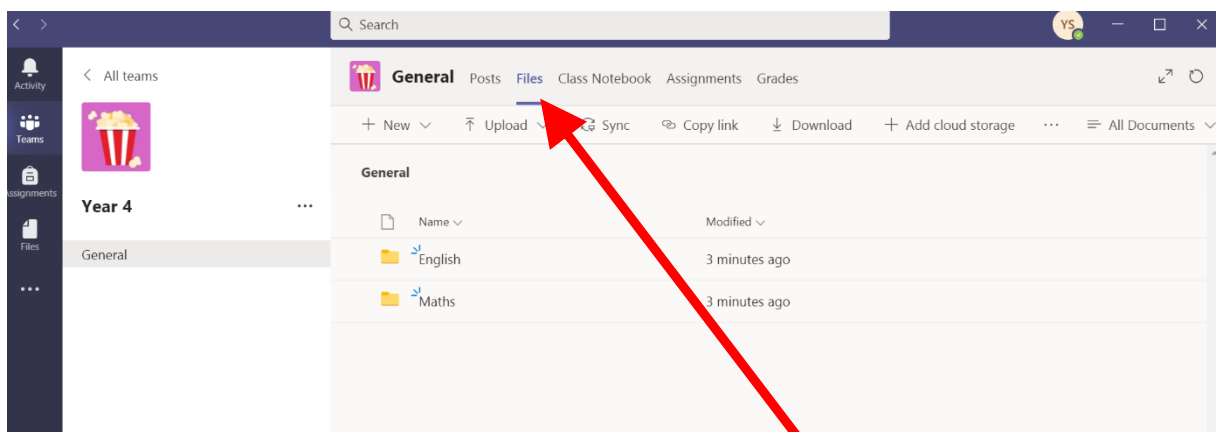 Search
YS
Activity
Teams
ssignments
Files
All teams
Year 4
General
General Posts Files Class Notebook Assignments Grades
New Upload Sync Copy link Download Add cloud storage All Documents
General
Name Modified
English 3 minutes ago
Maths 3 minutes ago